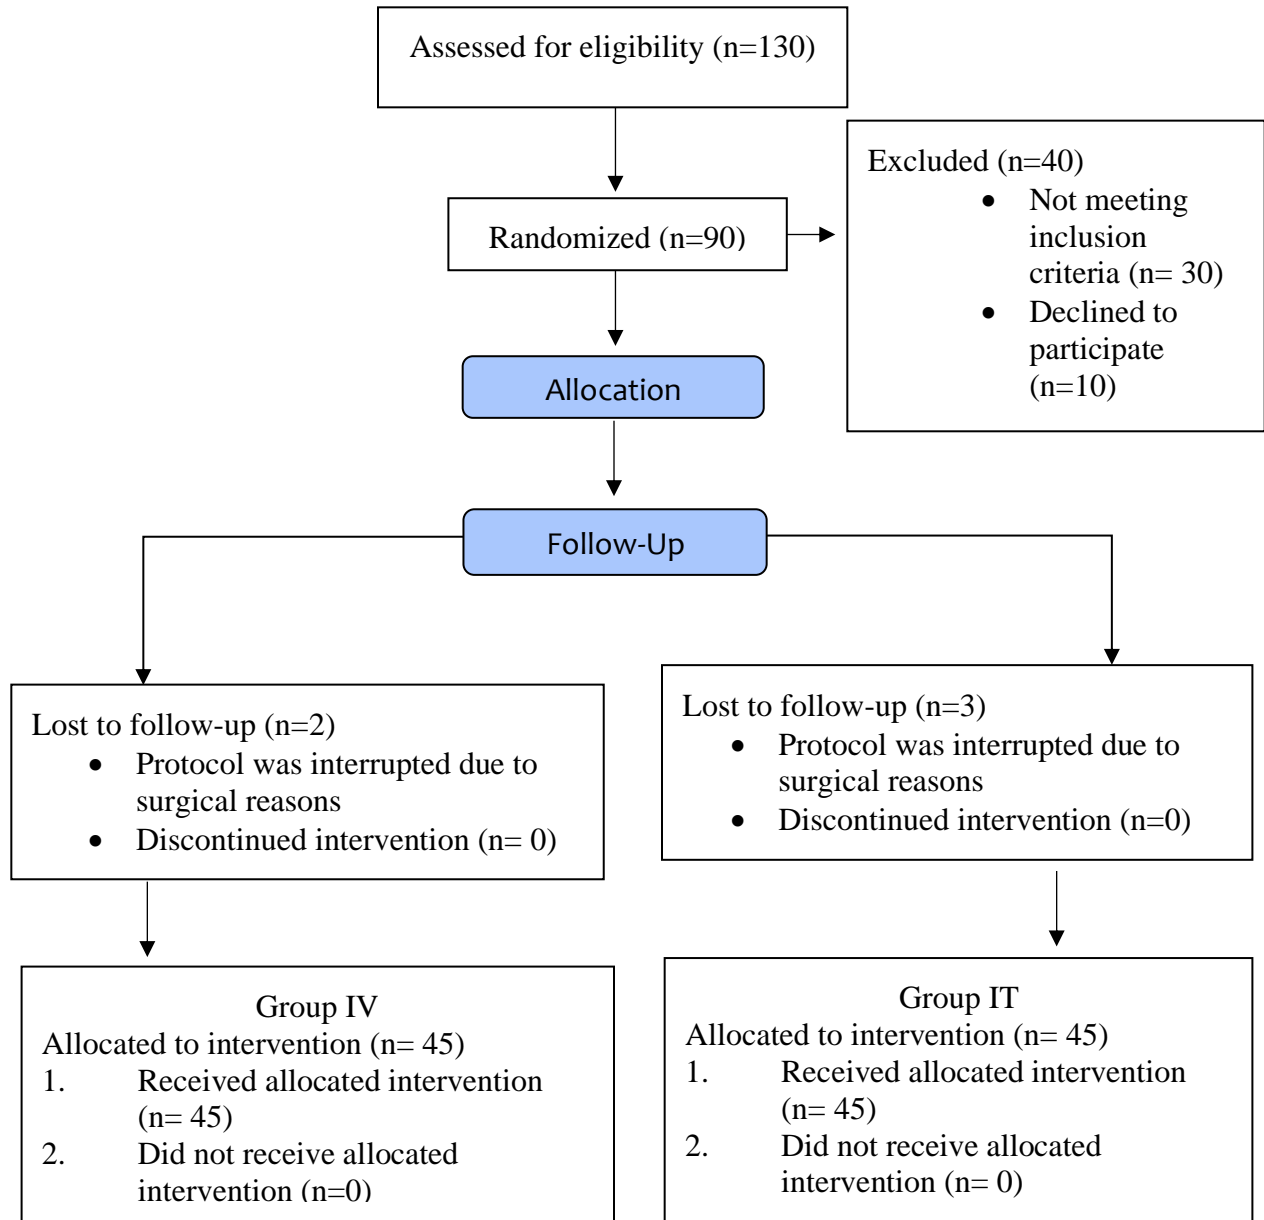 Assessed for eligibility (n=130)
Excluded (n=40)
• Not meeting
inclusion
criteria (n= 30)
• Declined to
participate
(n=10)
Randomized (n=90)
Allocation
Follow-Up
Lost to follow-up (n=2)
• Protocol was interrupted due to
surgical reasons
• Discontinued intervention (n= 0)
Lost to follow-up (n=3)
• Protocol was interrupted due to
surgical reasons
• Discontinued intervention (n=0)
Group IV
Allocated to intervention (n= 45)
1. Received allocated intervention
(n= 45)
2. Did not receive allocated
intervention (n=0)
Group IT
Allocated to intervention (n= 45)
1. Received allocated intervention
(n= 45)
2. Did not receive allocated
intervention (n= 0)